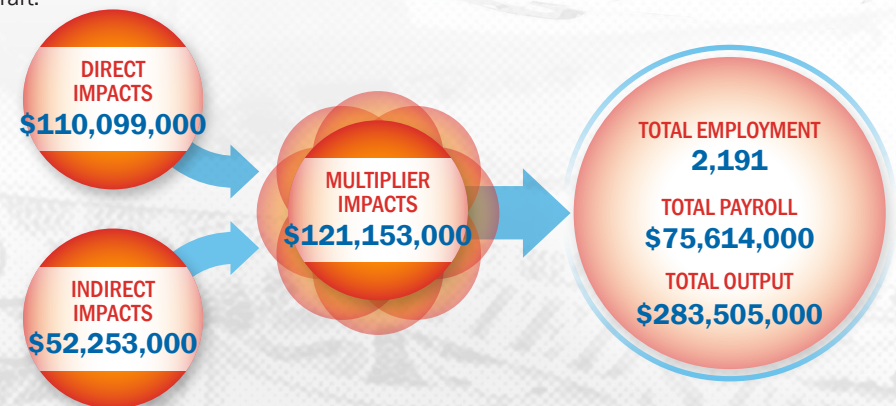 DIRECT
IMPACTS
$110,099,000
INDIRECT
IMPACTS
$52,253,000
MULTIPLIER
IMPACTS
$121,153,000
TOTAL EMPLOYMENT
2,191
TOTAL PAYROLL
$75,614,000
TOTAL OUTPUT
$283,505,000